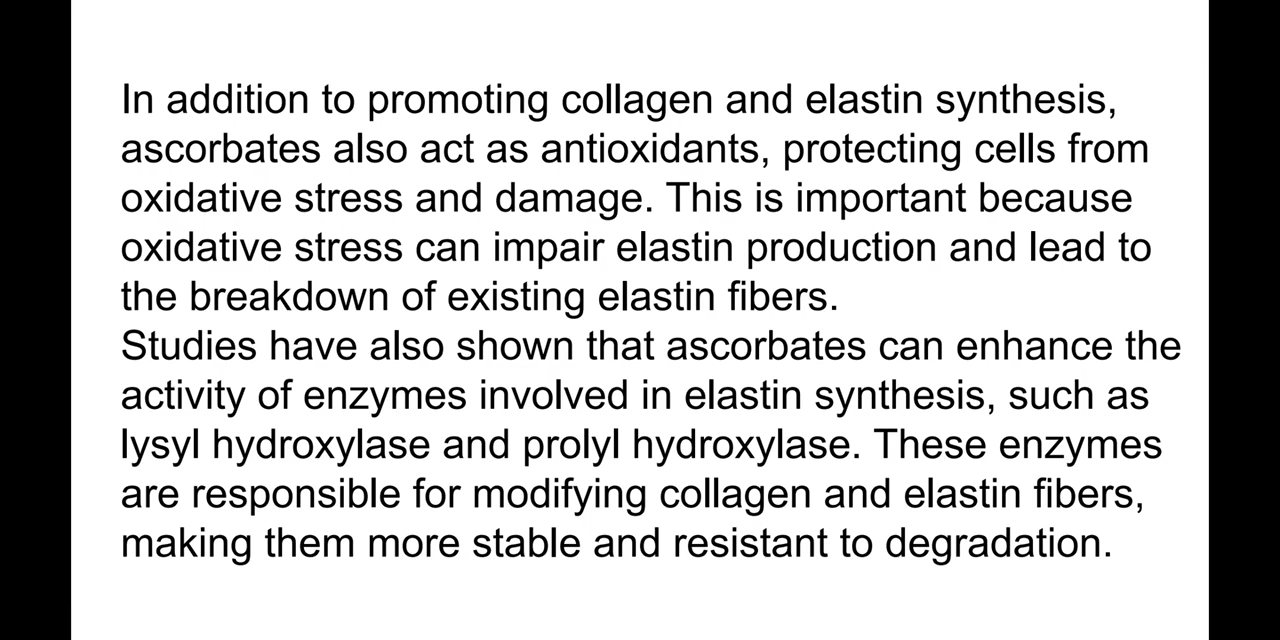 In addition to promoting collagen and elastin synthesis,
ascorbates also act as antioxidants, protecting cells from
oxidative stress and damage. This is important because
oxidative stress can impair elastin production and lead to
the breakdown of existing elastin fibers.
Studies have also shown that ascorbates can enhance the
activity of enzymes involved in elastin synthesis, such as
lysyl hydroxylase and prolyl hydroxylase. These enzymes
are responsible for modifying collagen and elastin fibers,
making them more stable and resistant to degradation.